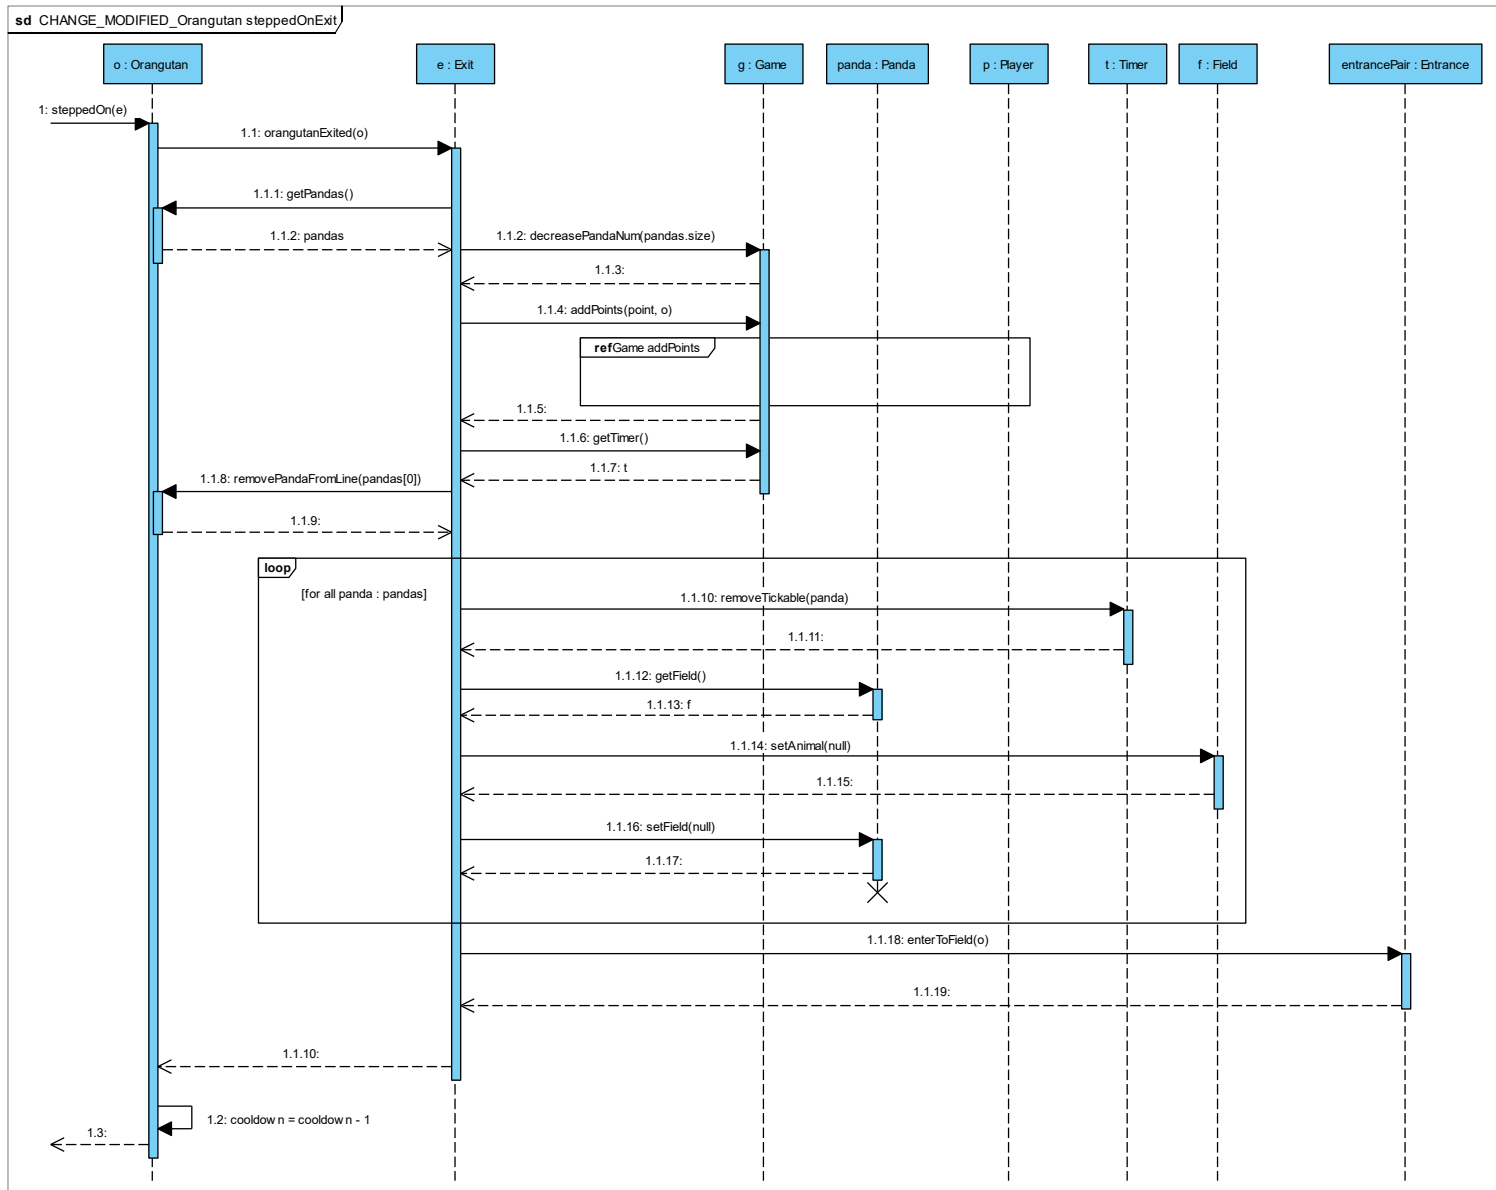 sd CHANGE_MODIFIED_Orangutan steppedOnExit
o : Orangutan
e : Exit
g : Game
panda : Panda
p : Player
t : Timer
f : Field
entrancePair : Entrance
1: steppedOn(e)
1.1: orangutanExited(o)
1.1.1: getPandas()
1.1.2: pandas
1.1.2: decreasePandaNum(pandas.size)
1.1.3:
1.1.4: addPoints(point, o)
ref Game addPoints
1.1.5:
1.1.6: getTimer()
1.1.7: t
1.1.8: removePandaFromLine(pandas[0])
1.1.9:
loop
[for all panda : pandas]
1.1.10: removeTickable(panda)
1.1.11:
1.1.12: getField()
1.1.13: f
1.1.14: setAnimal(null)
1.1.15:
1.1.16: setField(null)
1.1.17:
1.1.18: enterToField(o)
1.1.19:
1.1.10:
1.2: cooldown = cooldown - 1
1.3: